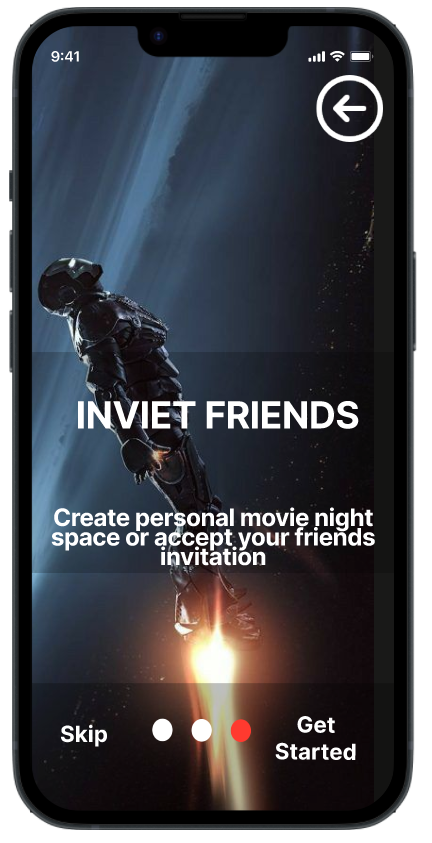 9:41
INVIET FRIENDS
Create personal movie night
space or accept your friends
invitation
Skip
Get
Started